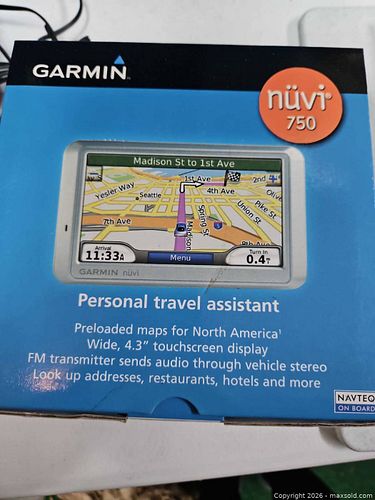 GARMIN
nüvi®
750
Madison St to 1st Ave
1st Ave
2nd
Olive
4th Ave
Yesler Way
Seattle
Pike St
Union St
Spring St
Madison
7th Ave
Arrival
11:33A
Menu
Turn In
0.4
GARMIN nüvi
Personal travel assistant
Preloaded maps for North America¹
Wide, 4.3" touchscreen display
FM transmitter sends audio through vehicle stereo
Look up addresses, restaurants, hotels and more
NAVTEQ
ON BOARD
Copyright 2026 - maxsold.com